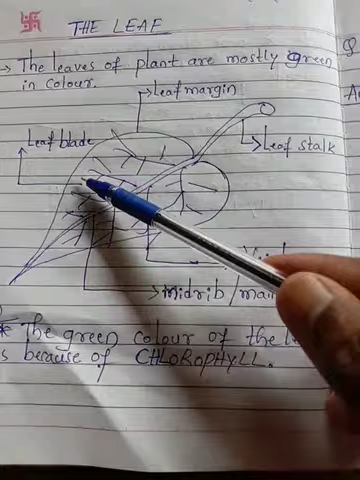 THE LEAF
→ The leaves of plant are mostly green
in colour.
Leaf margin
Leaf blade
Leaf stalk
midrib/
* The green colour of the
is because of CHLOROPHYLL.